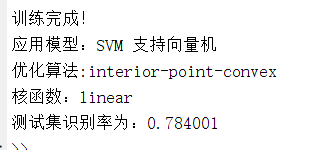 训练完成!
应用模型：SVM 支持向量机
优化算法:interior-point-convex
核函数：linear
测试集识别率为：0.784001
>>